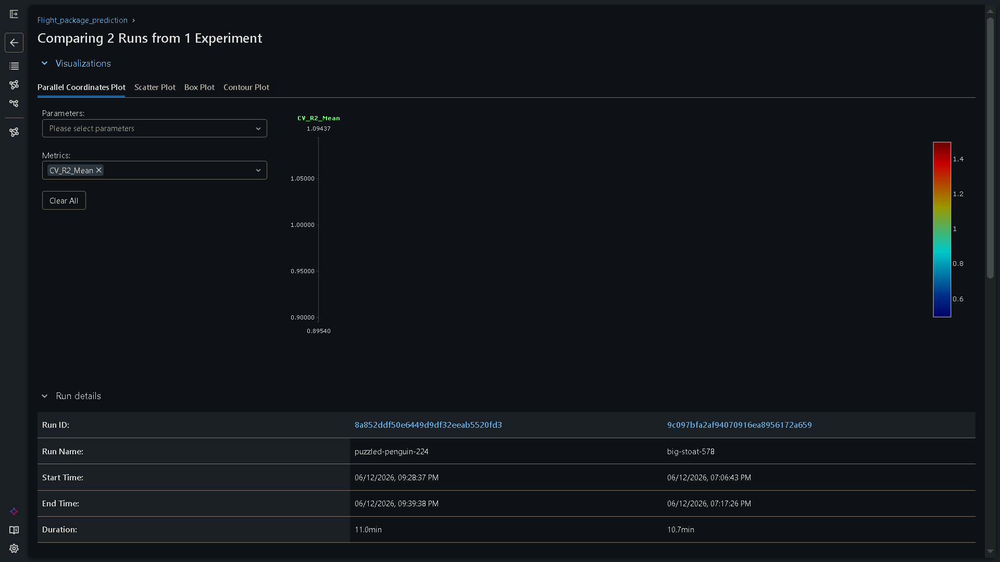 Flight_package_prediction
Comparing 2 Runs from 1 Experiment
Visualizations
Parallel Coordinates Plot Scatter Plot Box Plot Contour Plot
Parameters:
Please select parameters
Metrics:
CV_R2_Mean
Clear All
CV_R2_Mean
1.09437
1.05000
1.00000
0.95000
0.90000
0.89540
1.4
1.2
1
0.8
0.6
Run details
Run ID: 8a852ddf50e6449d9df32eeab5520fd3 9c097bfa2af94070916ea8956172a659
Run Name: puzzled-penguin-224 big-stoat-578
Start Time: 06/12/2026, 09:28:37 PM 06/12/2026, 07:06:43 PM
End Time: 06/12/2026, 09:39:38 PM 06/12/2026, 07:17:26 PM
Duration: 11.0min 10.7min